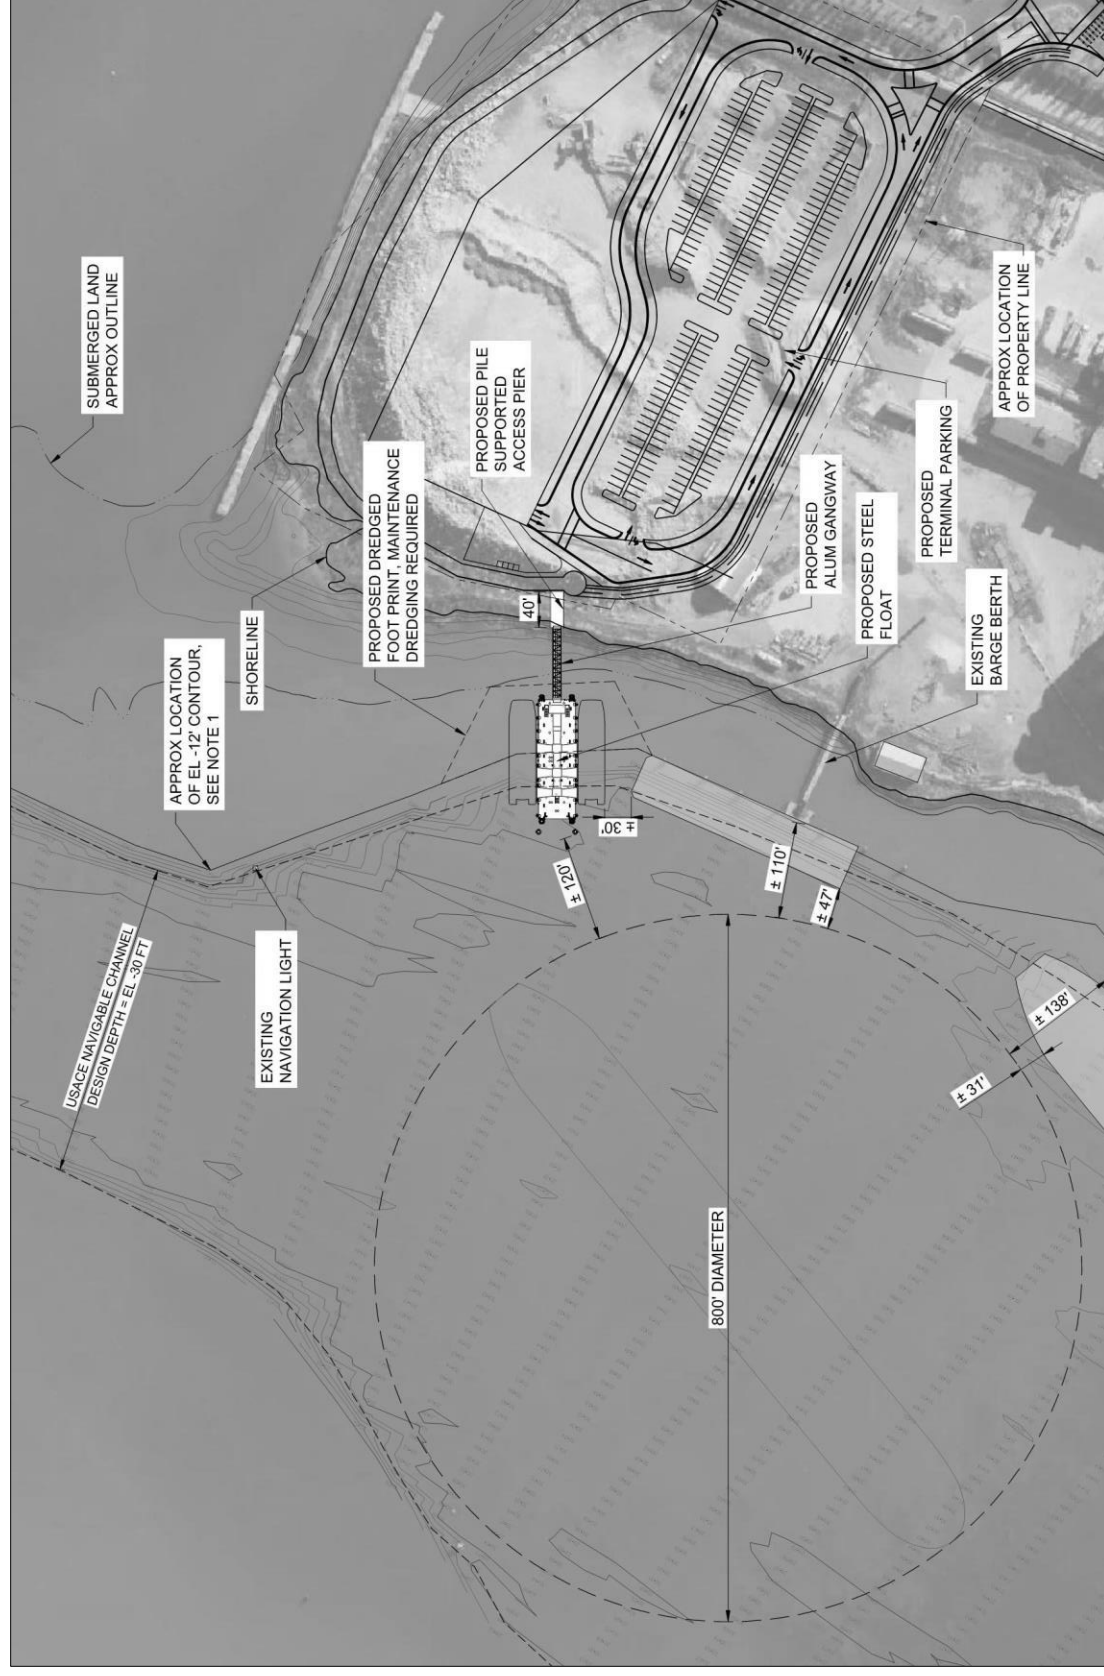 SUBMERGED LAND
APPROX OUTLINE
APPROX LOCATION
OF EL -12' CONTOUR,
SEE NOTE 1
SHORELINE
USACE NAVIGABLE CHANNEL
DESIGN DEPTH = EL -30 FT
EXISTING
NAVIGATION LIGHT
PROPOSED DREDGED
FOOT PRINT, MAINTENANCE
DREDGING REQUIRED
PROPOSED PILE
SUPPORTED
ACCESS PIER
40'
± 30'
± 120'
PROPOSED
ALUM GANGWAY
PROPOSED STEEL
FLOAT
PROPOSED
TERMINAL PARKING
EXISTING
BARGE BERTH
APPROX LOCATION
OF PROPERTY LINE
± 110'
± 47'
800' DIAMETER
± 138'
± 31'